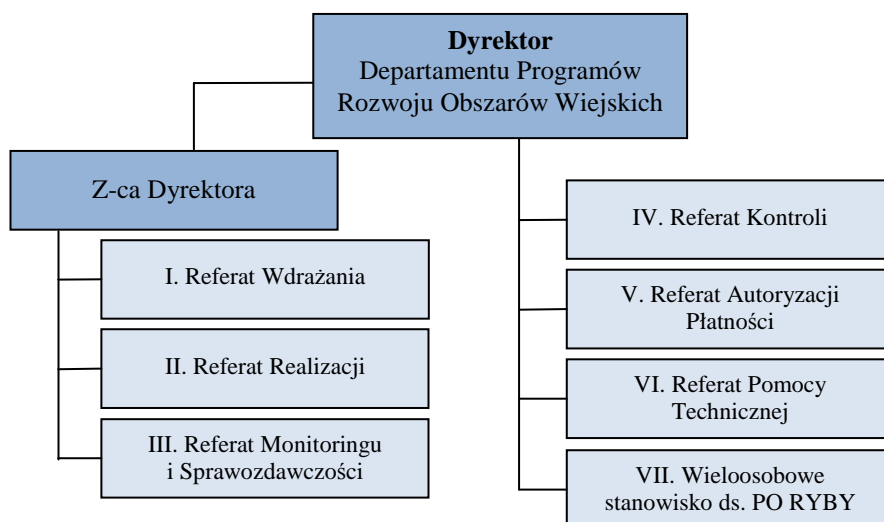 Dyrektor
Departamentu Programów
Rozwoju Obszarów Wiejskich
Z-ca Dyrektora
I. Referat Wdrażania
II. Referat Realizacji
III. Referat Monitoringu
i Sprawozdawczości
IV. Referat Kontroli
V. Referat Autoryzacji
Płatności
VI. Referat Pomocy
Technicznej
VII. Wieloosobowe
stanowisko ds. PO RYBY